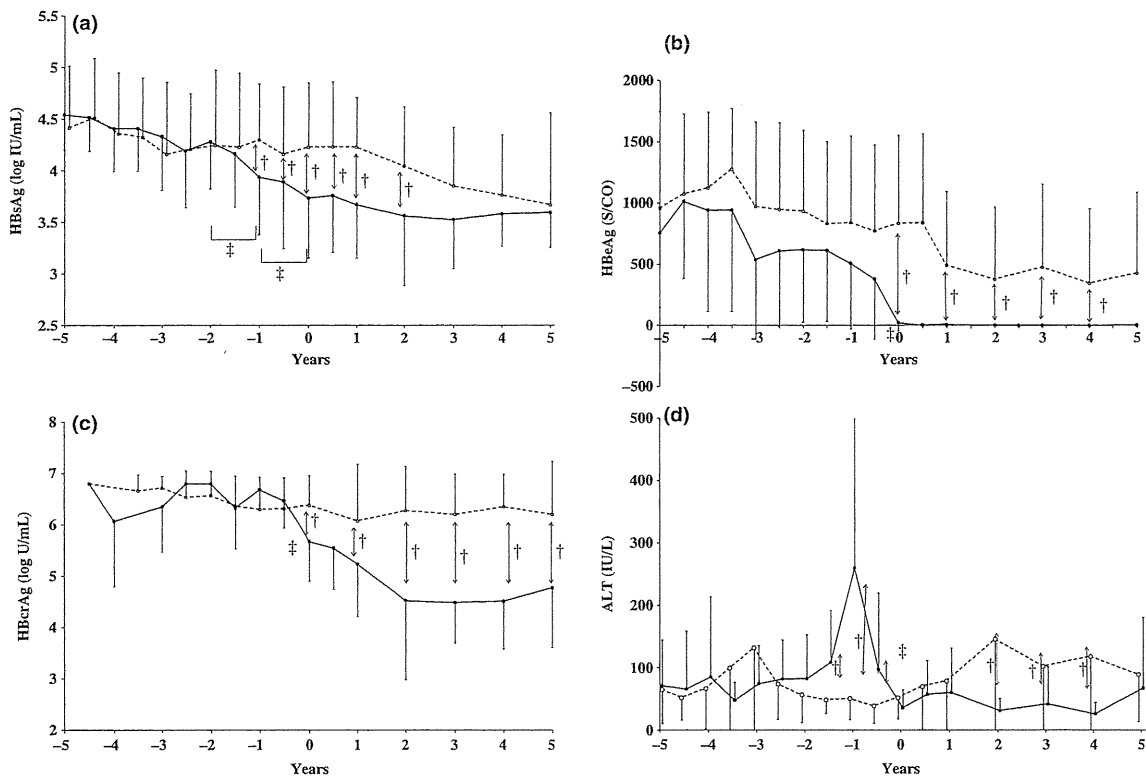 (a)
5.5
5
4.5
4
3.5
3
2.5
HBsAg (log IU/mL)
† † † † † †
‡
‡
−5 −4 −3 −2 −1 0 1 2 3 4 5
Years
(b)
2000
1500
1000
500
0
−500
HBeAg (S/CO)
† † † † †
‡
−5 -4 -3 -2 -1 0 1 2 3 4 5
Years
(c)
8
7
6
5
4
3
2
HBcrAg (log U/mL)
† † † † † †
‡
−5 −4 −3 −2 −1 0 1 2 3 4 5
Years
(d)
500
400
300
200
100
0
ALT (IU/L)
† † † † †
‡
−5 −4 −3 −2 −1 0 1 2 3 4 5
Years